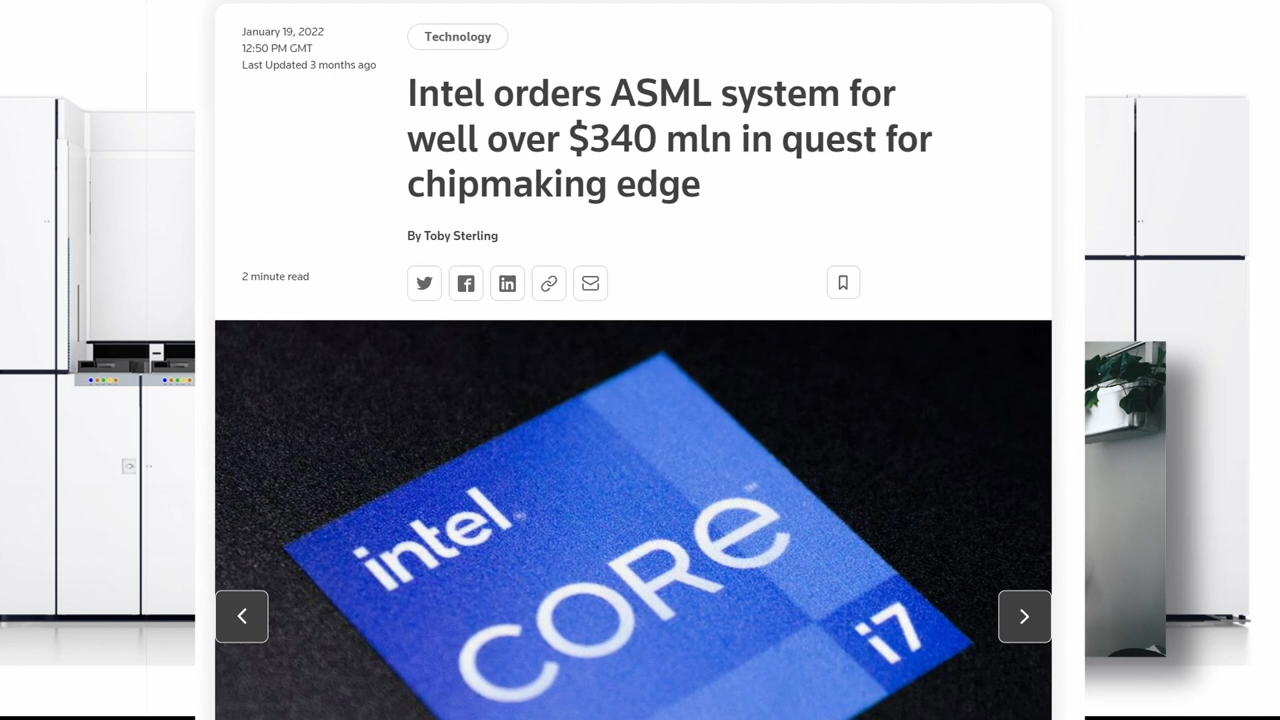 January 19, 2022
12:50 PM GMT
Last Updated 3 months ago
Technology
Intel orders ASML system for
well over $340 mln in quest for
chipmaking edge
By Toby Sterling
2 minute read
intel.
CORE™
i7